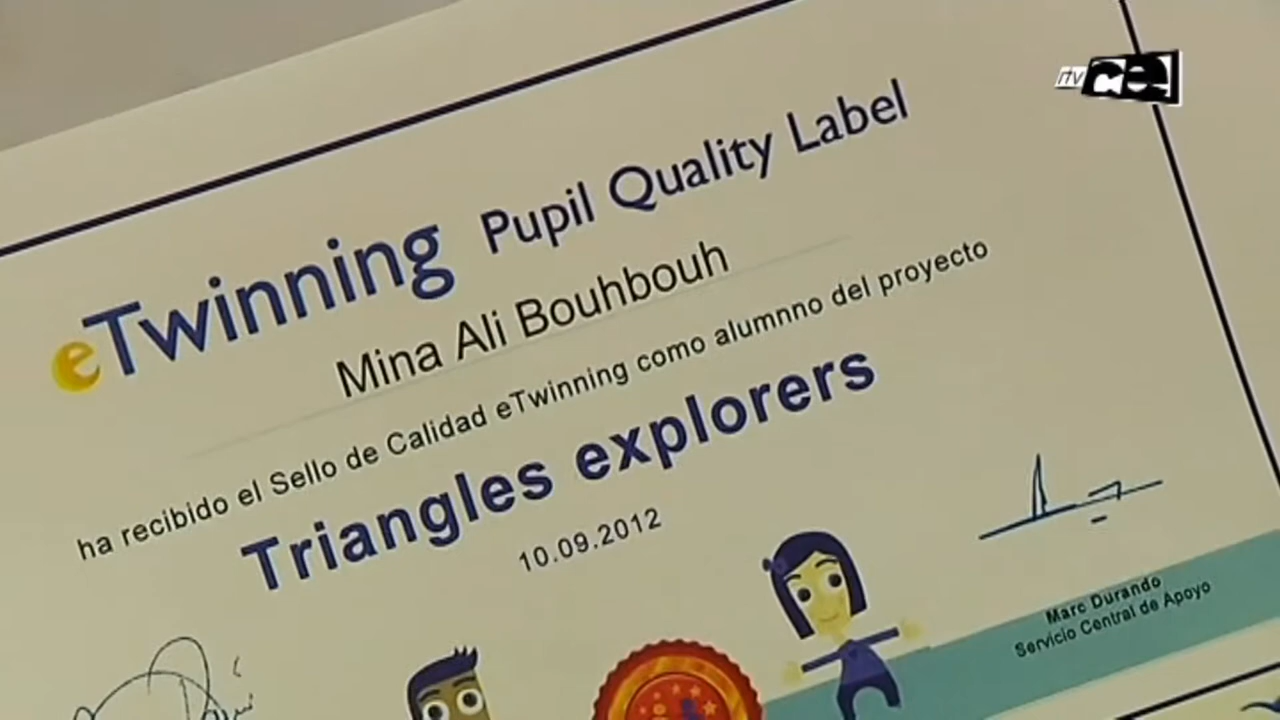 rtv ce
eTwinning Pupil Quality Label
Mina Ali Bouhbouh
ha recibido el Sello de Calidad eTwinning como alumnno del proyecto
Triangles explorers
10.09.2012
Marc Durando
Servicio Central de Apoyo